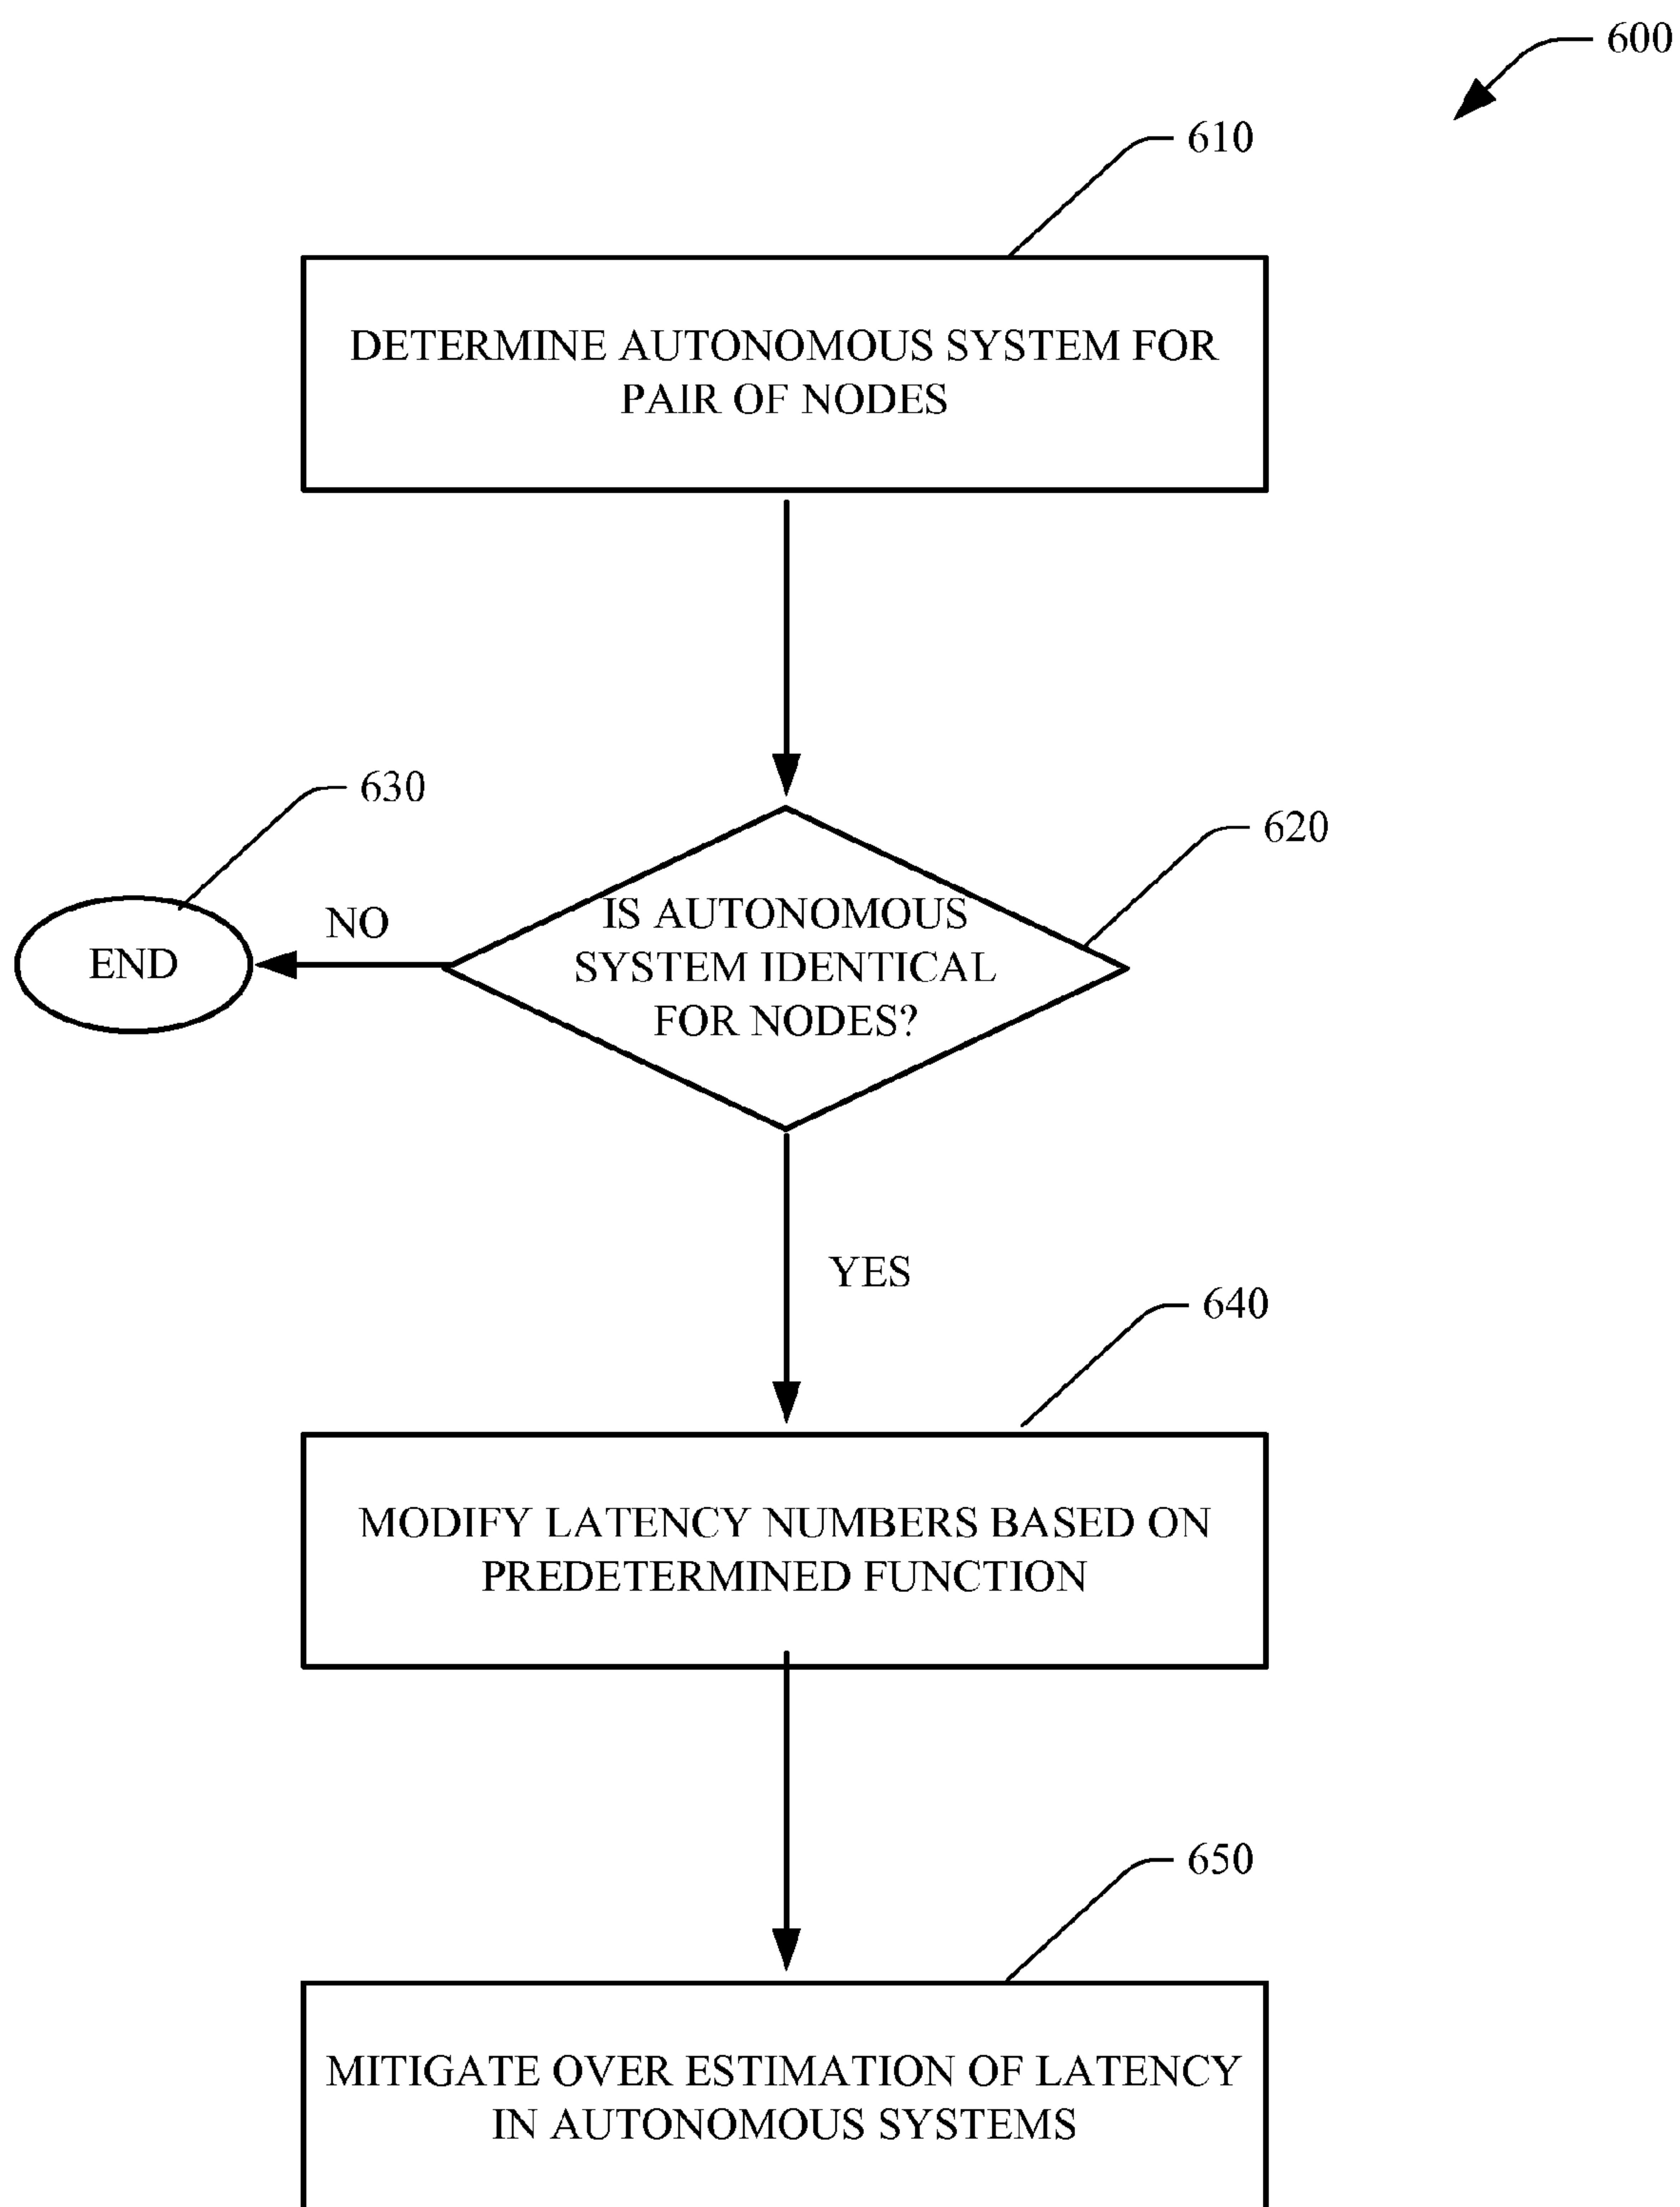 600
610
DETERMINE AUTONOMOUS SYSTEM FOR
PAIR OF NODES
630
620
END
NO
IS AUTONOMOUS
SYSTEM IDENTICAL
FOR NODES?
YES
640
MODIFY LATENCY NUMBERS BASED ON
PREDETERMINED FUNCTION
650
MITIGATE OVER ESTIMATION OF LATENCY
IN AUTONOMOUS SYSTEMS